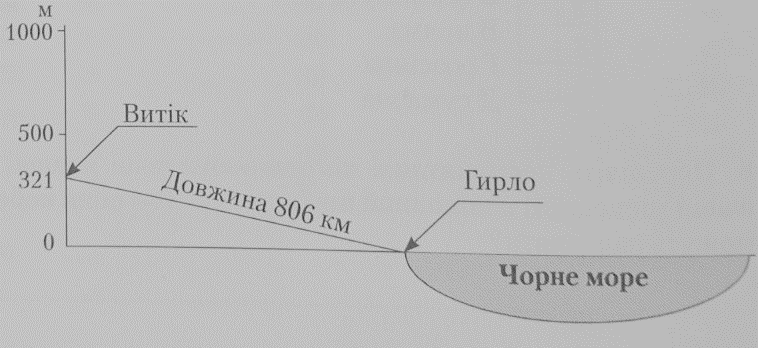 м
1000
Витік
500
321
Довжина 806 км
Гирло
0
Чорне море